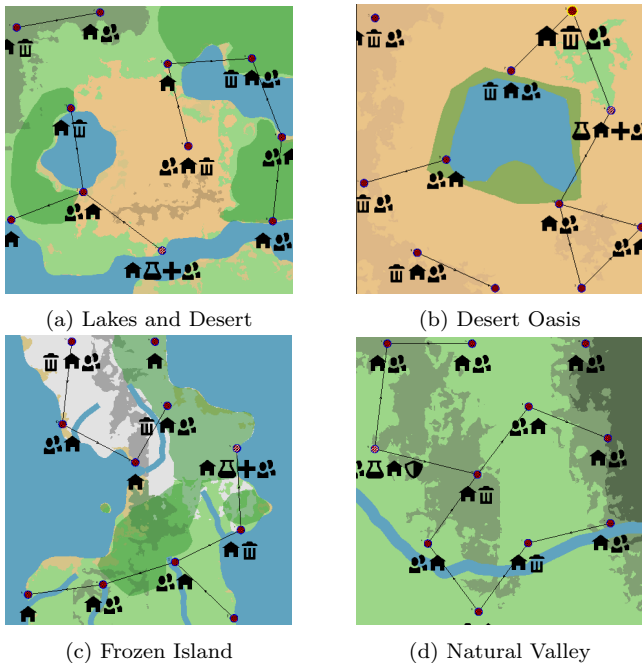 (a) Lakes and Desert
(b) Desert Oasis
(c) Frozen Island
(d) Natural Valley